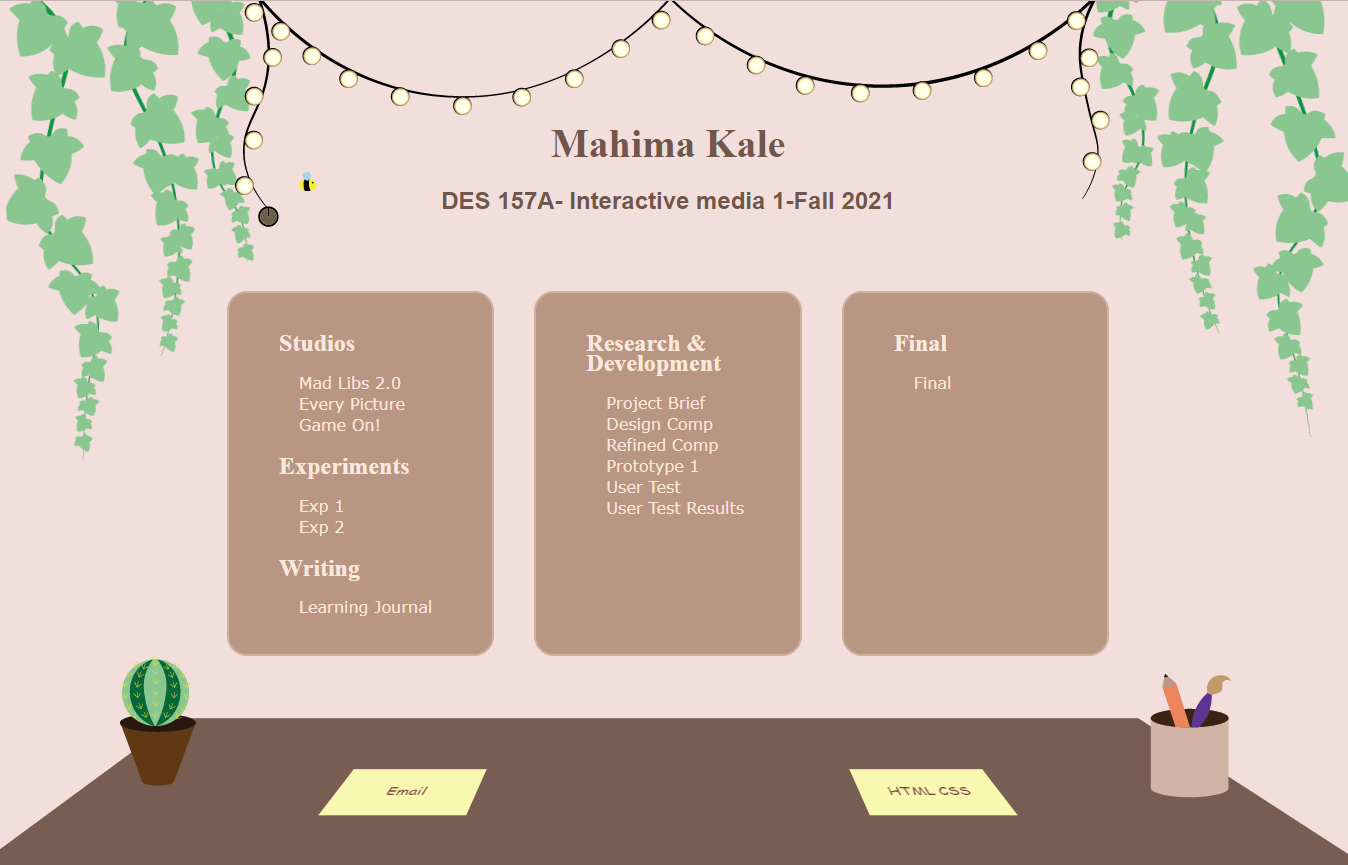 Mahima Kale
DES 157A- Interactive media 1-Fall 2021
Studios
Mad Libs 2.0
Every Picture
Game On!
Experiments
Exp 1
Exp 2
Writing
Learning Journal
Research &
Development
Project Brief
Design Comp
Refined Comp
Prototype 1
User Test
User Test Results
Final
Final
Email
HTML CSS